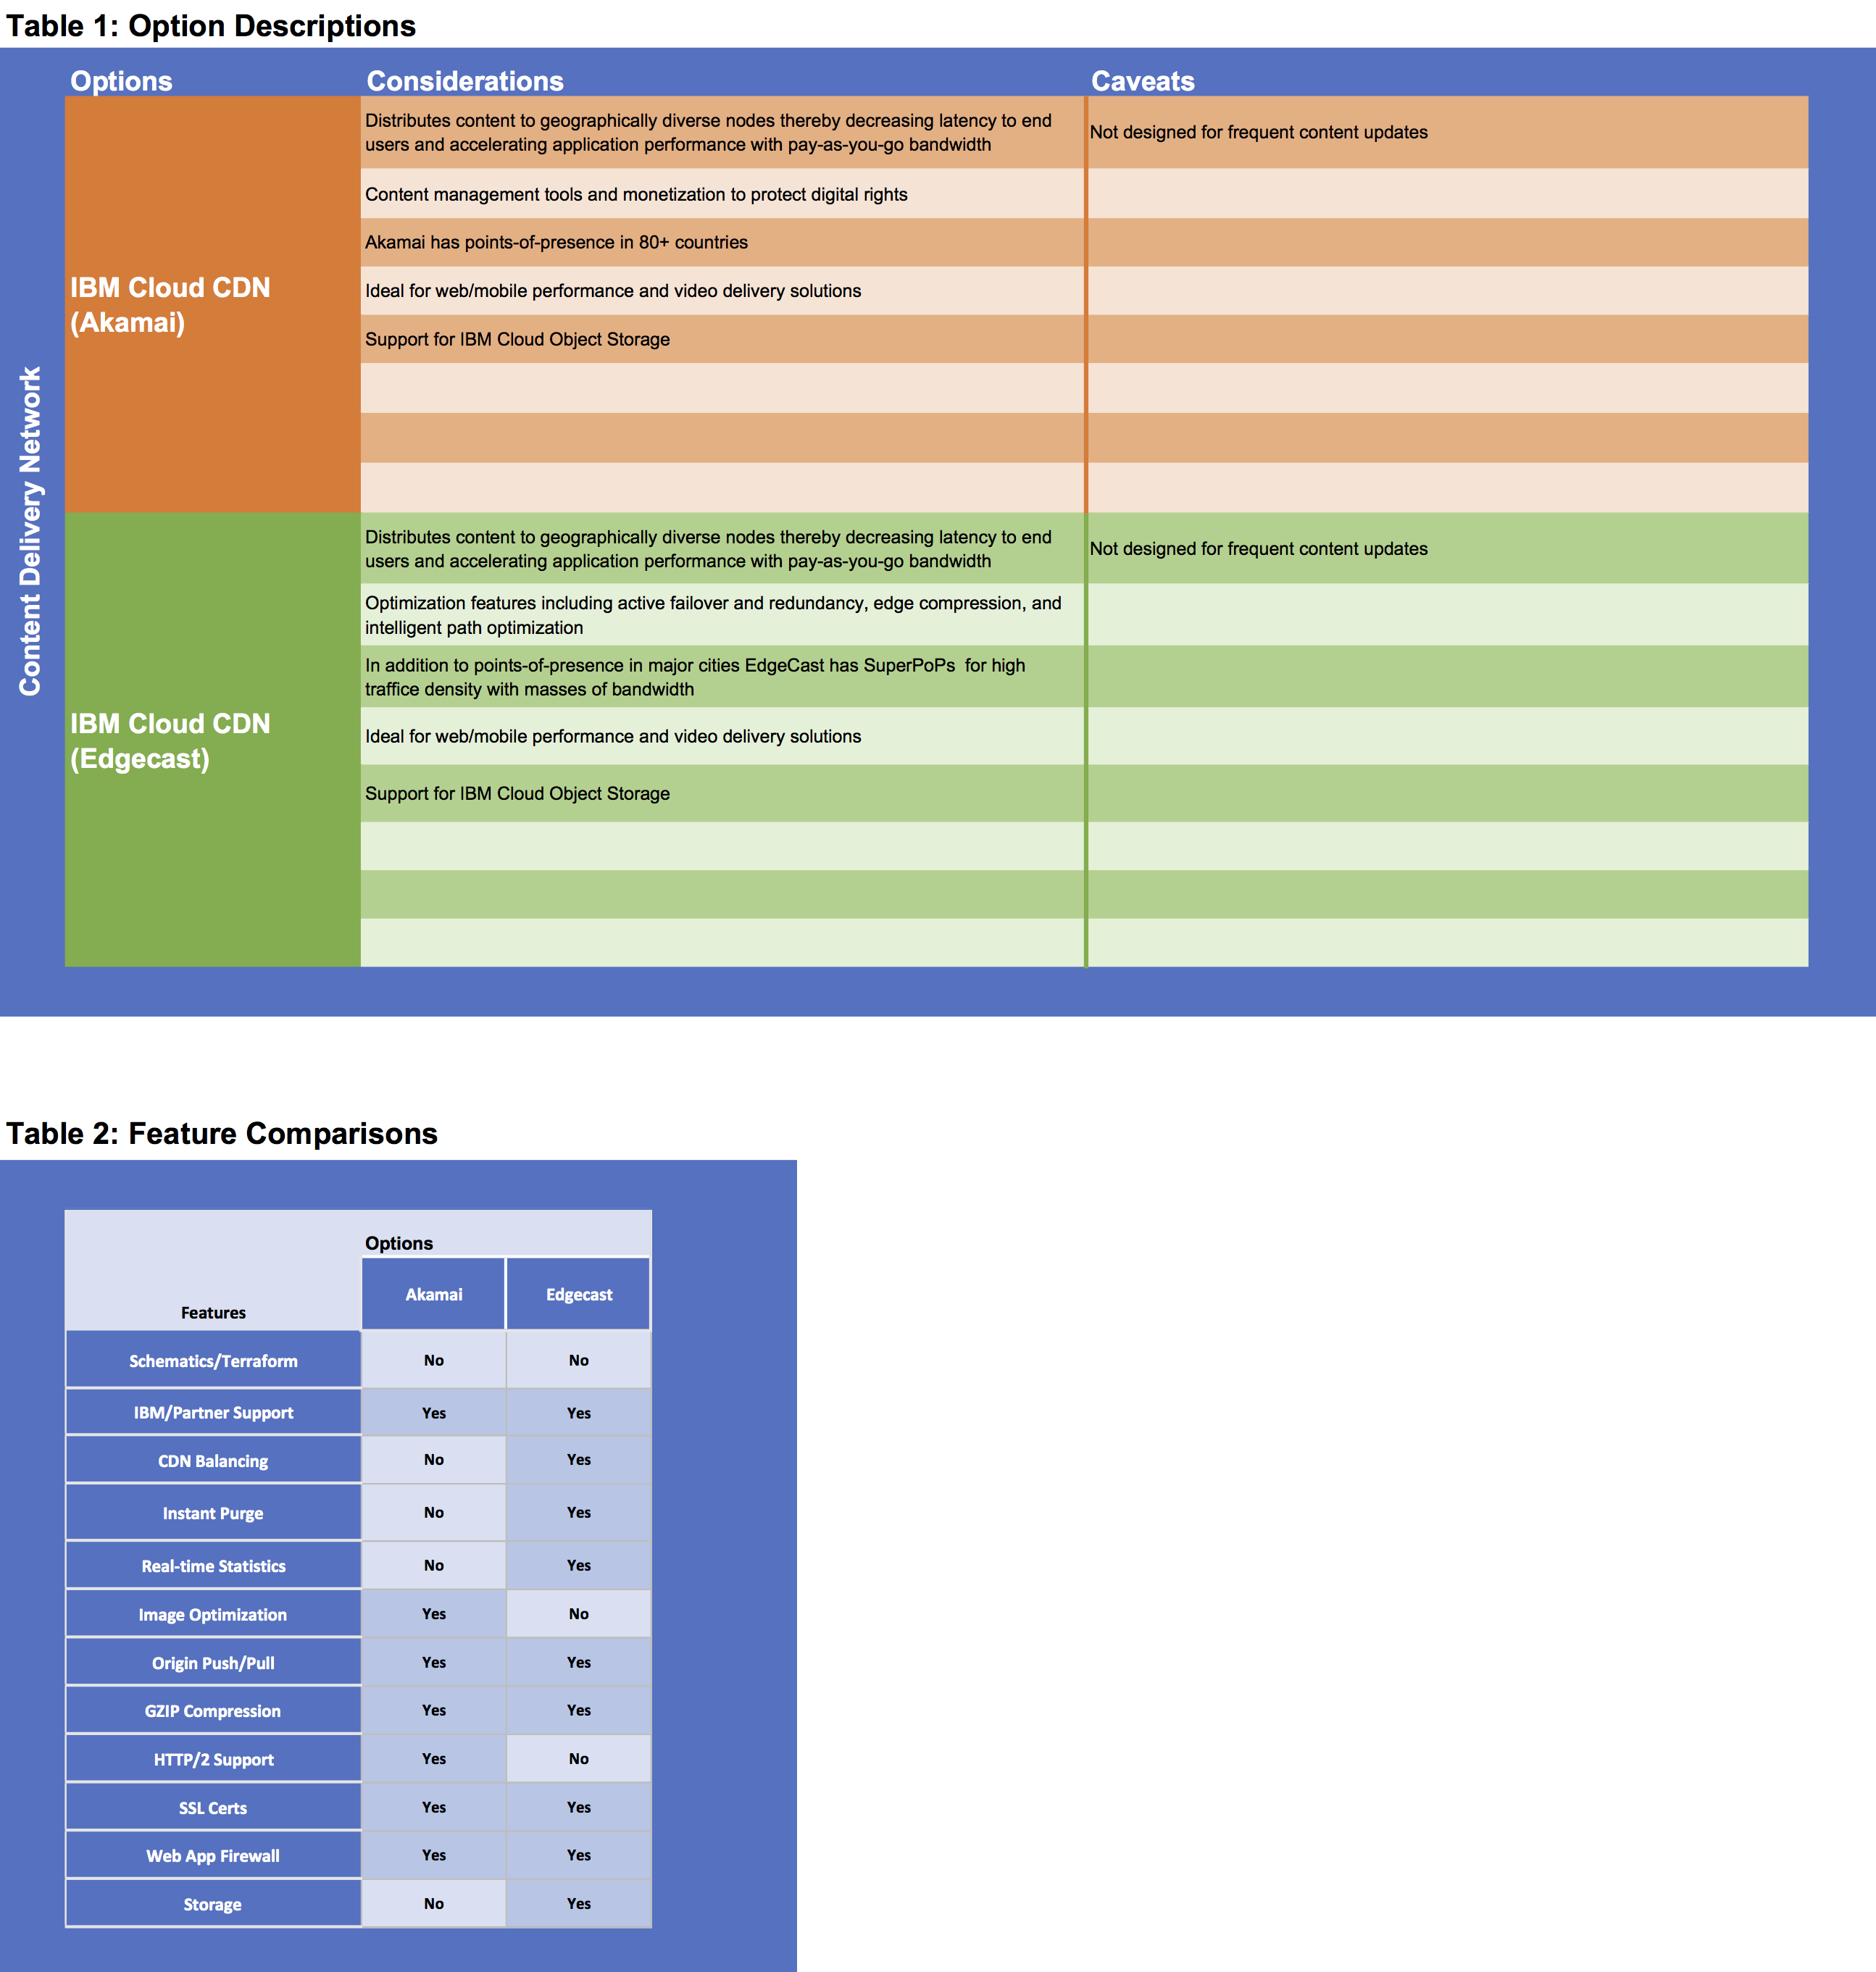 Table 1: Option Descriptions
Options Considerations Caveats
Content Delivery Network
IBM Cloud CDN
(Akamai)
Distributes content to geographically diverse nodes thereby decreasing latency to end
users and accelerating application performance with pay-as-you-go bandwidth
Not designed for frequent content updates
Content management tools and monetization to protect digital rights
Akamai has points-of-presence in 80+ countries
Ideal for web/mobile performance and video delivery solutions
Support for IBM Cloud Object Storage
IBM Cloud CDN
(Edgecast)
Distributes content to geographically diverse nodes thereby decreasing latency to end
users and accelerating application performance with pay-as-you-go bandwidth
Not designed for frequent content updates
Optimization features including active failover and redundancy, edge compression, and
intelligent path optimization
In addition to points-of-presence in major cities EdgeCast has SuperPoPs  for high
traffice density with masses of bandwidth
Ideal for web/mobile performance and video delivery solutions
Support for IBM Cloud Object Storage
Table 2: Feature Comparisons
Options
Features Akamai Edgecast
Schematics/Terraform No No
IBM/Partner Support Yes Yes
CDN Balancing No Yes
Instant Purge No Yes
Real-time Statistics No Yes
Image Optimization Yes No
Origin Push/Pull Yes Yes
GZIP Compression Yes Yes
HTTP/2 Support Yes No
SSL Certs Yes Yes
Web App Firewall Yes Yes
Storage No Yes